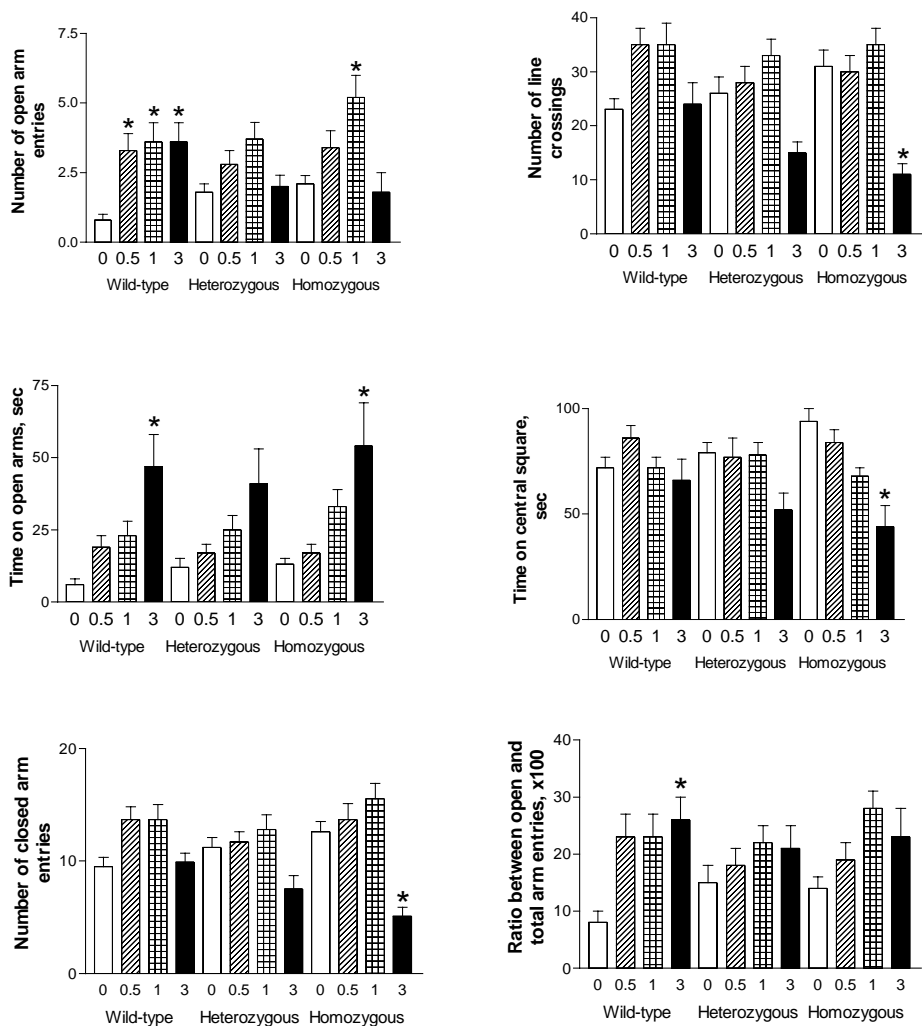 Number of open arm
entries
7.5
5.0
2.5
0.0
* * * *
0 0.5 1 3 0 0.5 1 3 0 0.5 1 3
Wild-type Heterozygous Homozygous
Number of line
crossings
40
30
20
10
0
*
0 0.5 1 3 0 0.5 1 3 0 0.5 1 3
Wild-type Heterozygous Homozygous
Time on open arms, sec
75
50
25
0
* *
0 0.5 1 3 0 0.5 1 3 0 0.5 1 3
Wild-type Heterozygous Homozygous
Time on central square,
sec
100
50
0
*
0 0.5 1 3 0 0.5 1 3 0 0.5 1 3
Wild-type Heterozygous Homozygous
Number of closed arm
entries
20
10
0
*
0 0.5 1 3 0 0.5 1 3 0 0.5 1 3
Wild-type Heterozygous Homozygous
Ratio between open and
total arm entries, x100
40
30
20
10
0
*
0 0.5 1 3 0 0.5 1 3 0 0.5 1 3
Wild-type Heterozygous Homozygous